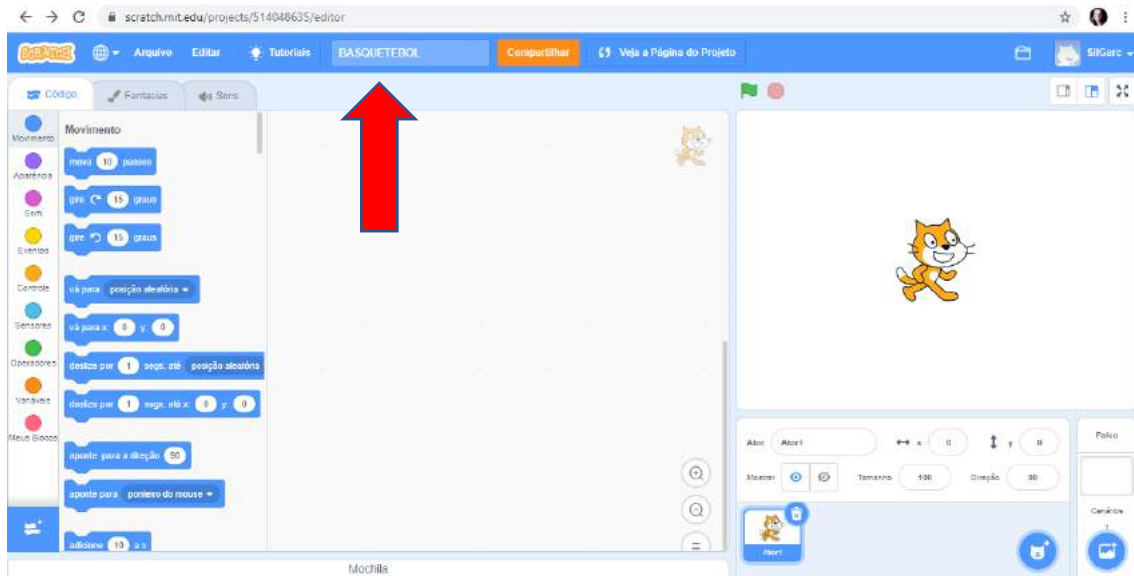 scratch.mit.edu/projects/514048635/editor
SCRATCH Arquivo Editar Tutoriais BASQUETEBOL Compartilhar Veja a Página do Projeto SilGarc
Código Fantasias Sons
Movimento
Aparência
Som
Eventos
Controle
Sensores
Operadores
Variáveis
Meus Blocos
Movimento
mova 10 passos
gire 15 graus
gire 15 graus
vá para posição aleatória
vá para x: 0 y: 0
deslize por 1 segs. até posição aleatória
deslize por 1 segs. até x: 0 y: 0
aponte para a direção 90
aponte para ponteiro do mouse
adicione 10 a x
Mochila
Ator Ator1 x 0 y 0
Mostrar Tamanho 100 Direção 90
Ator1
Palco
Cenários
1